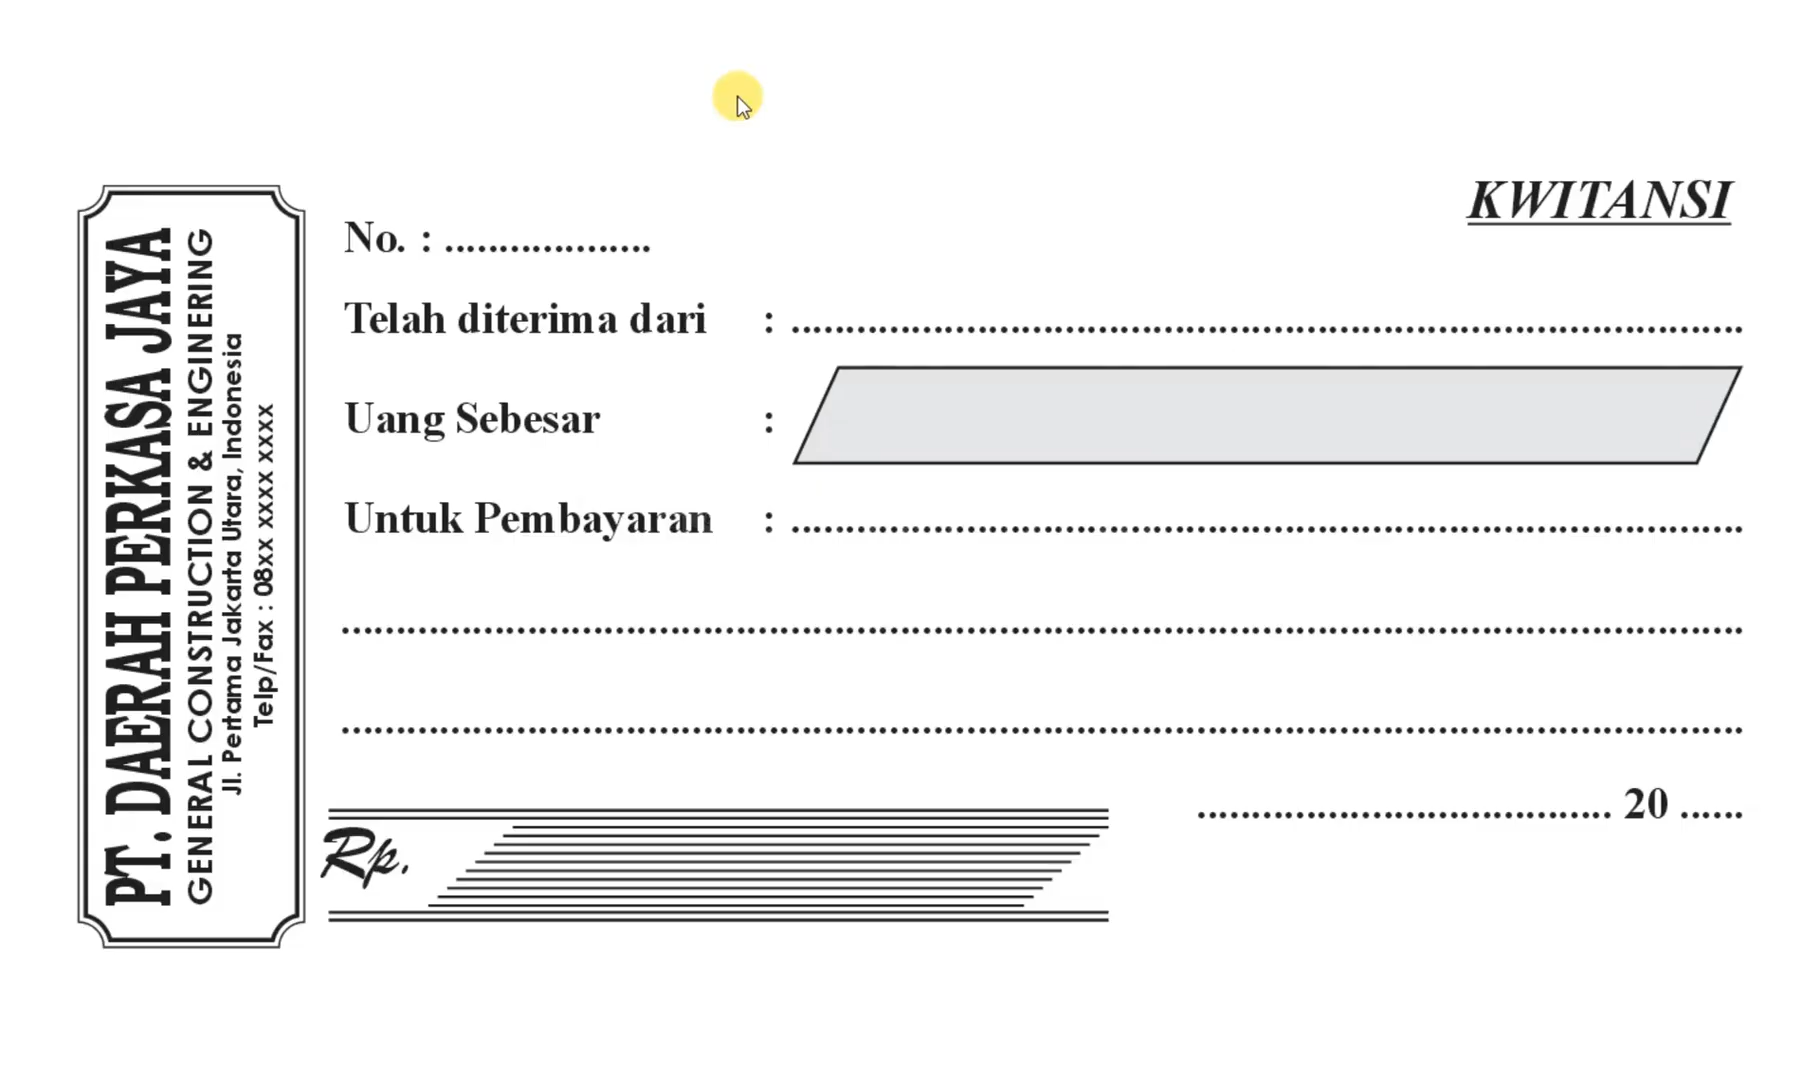 PT. DAERAH PERKASA JAYA
GENERAL CONSTRUCTION & ENGINEERING
Jl. Pertama Jakarta Utara, Indonesia
Telp/Fax : 08xx xxxx xxxx
KWITANSI
No. : ...................
Telah diterima dari : .......................................................................................
Uang Sebesar :
Untuk Pembayaran : .......................................................................................
................................................................................................................................
................................................................................................................................
...................................... 20 ......
Rp.